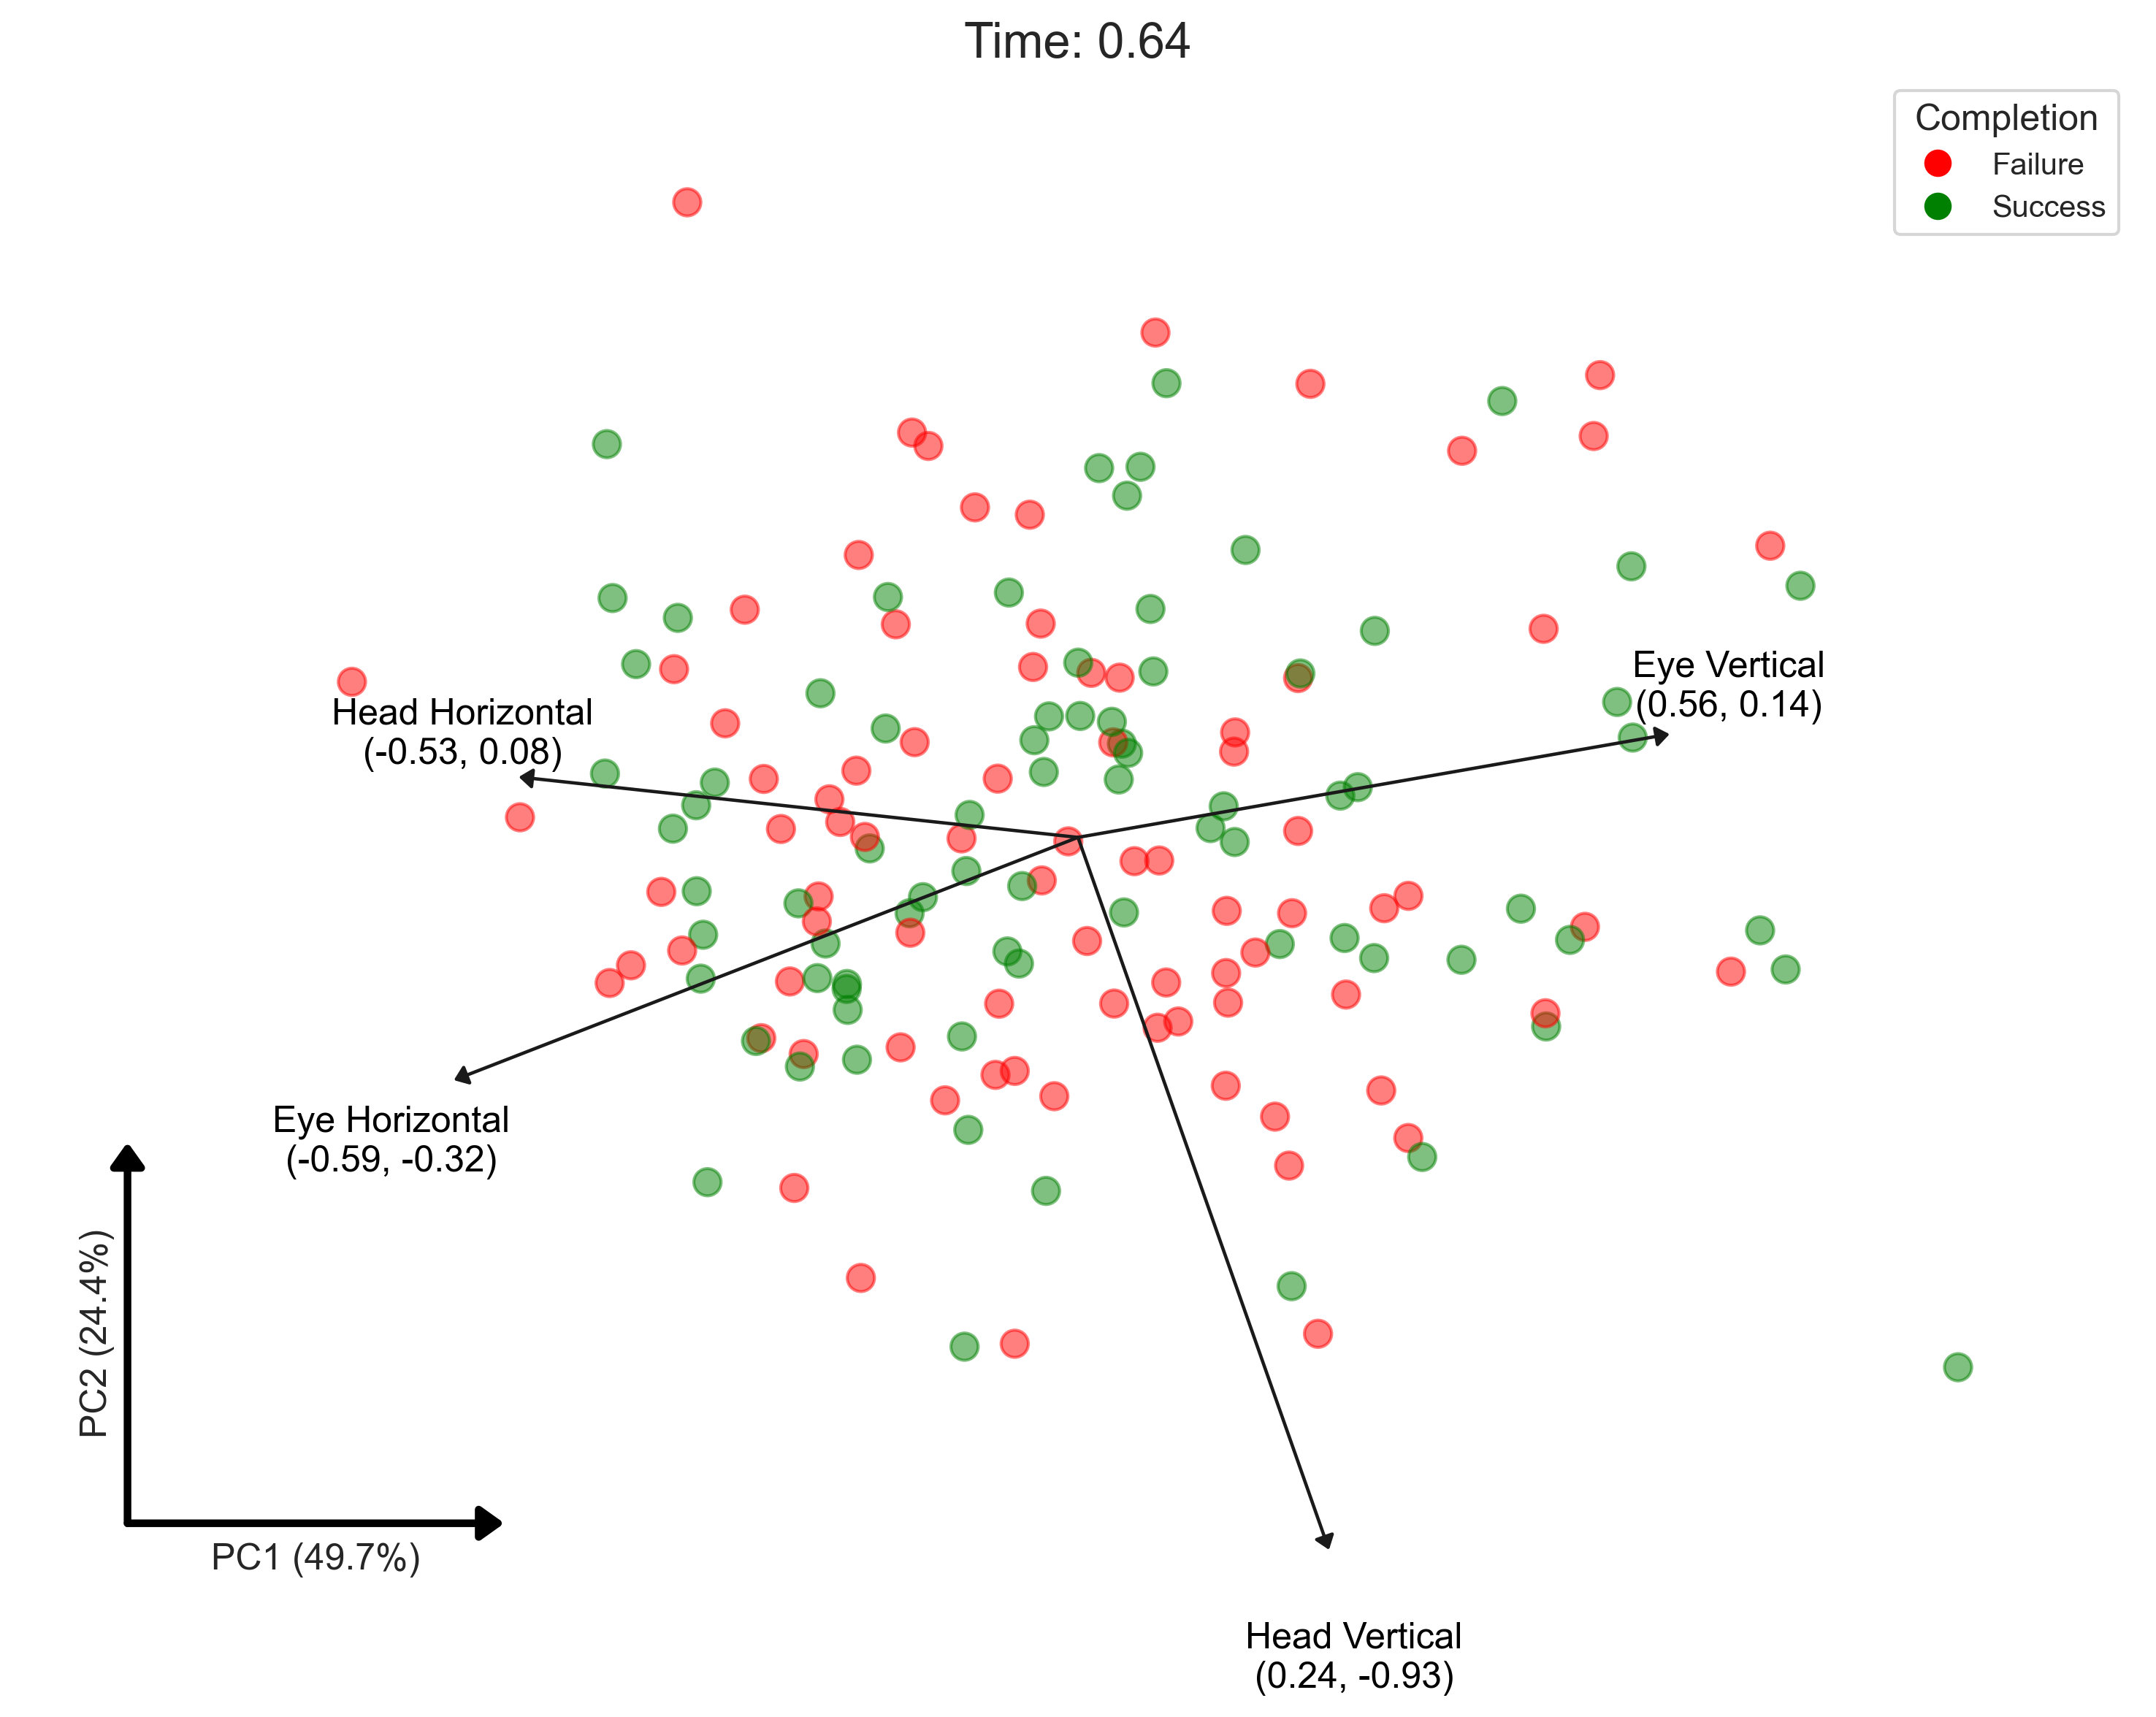 Time: 0.64
Completion
Failure
Success
Eye Vertical
(0.56, 0.14)
Head Horizontal
(-0.53, 0.08)
Eye Horizontal
(-0.59, -0.32)
PC2 (24.4%)
PC1 (49.7%)
Head Vertical
(0.24, -0.93)